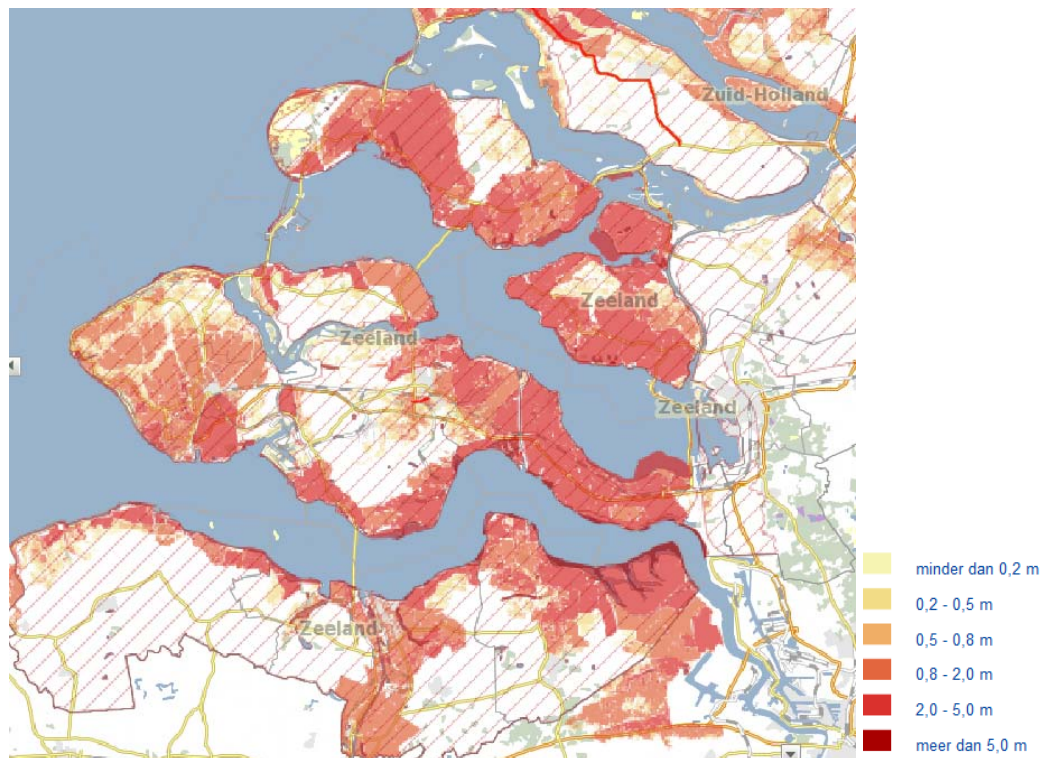 Zuid-Holland
Zeeland
Zeeland
Zeeland
Zeeland
minder dan 0,2 m
0,2 - 0,5 m
0,5 - 0,8 m
0,8 - 2,0 m
2,0 - 5,0 m
meer dan 5,0 m